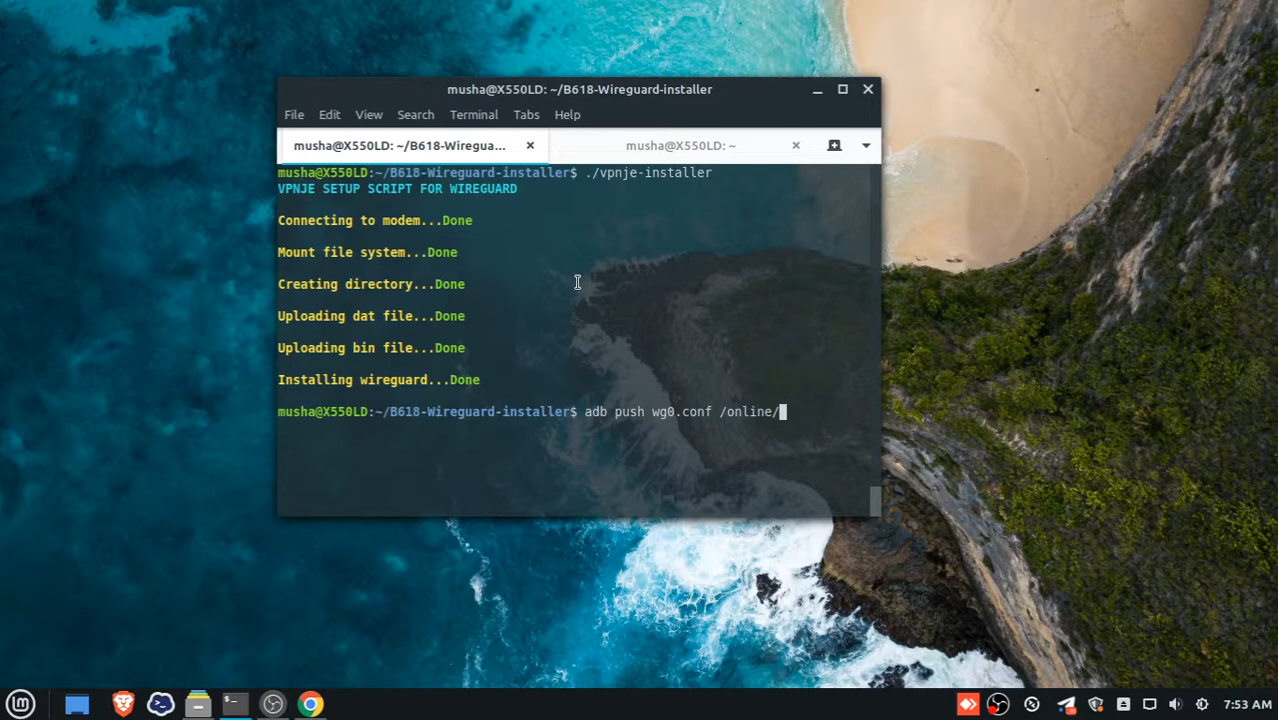 musha@X550LD: ~/B618-Wireguard-installer
File Edit View Search Terminal Tabs Help
musha@X550LD: ~/B618-Wiregua... musha@X550LD: ~
musha@X550LD:~/B618-Wireguard-installer$ ./vpnje-installer
VPNJE SETUP SCRIPT FOR WIREGUARD
Connecting to modem...Done
Mount file system...Done
Creating directory...Done
Uploading dat file...Done
Uploading bin file...Done
Installing wireguard...Done
musha@X550LD:~/B618-Wireguard-installer$ adb push wg0.conf /online/
7:53 AM